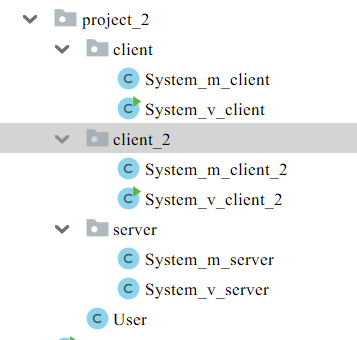 project_2
client
C System_m_client
C System_v_client
client_2
C System_m_client_2
C System_v_client_2
server
C System_m_server
C System_v_server
C User